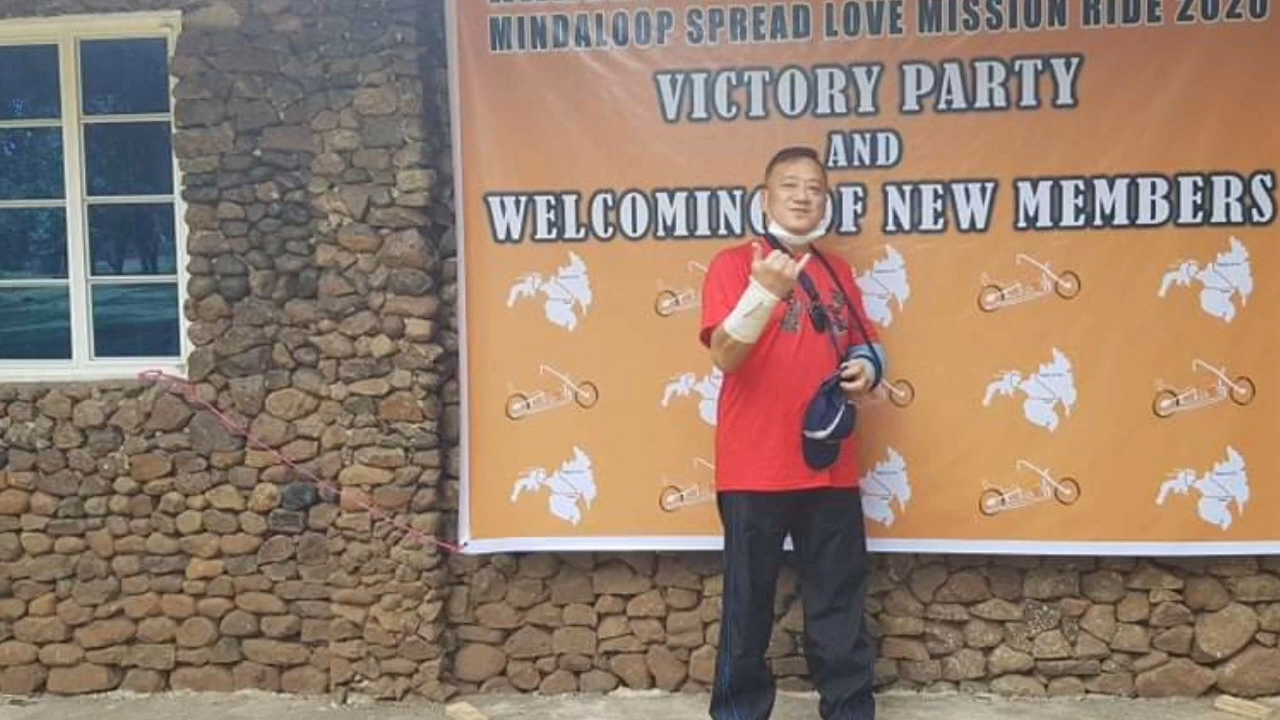 MINDALOOP SPREAD LOVE MISSION RIDE 2020
VICTORY PARTY
AND
WELCOMING OF NEW MEMBERS